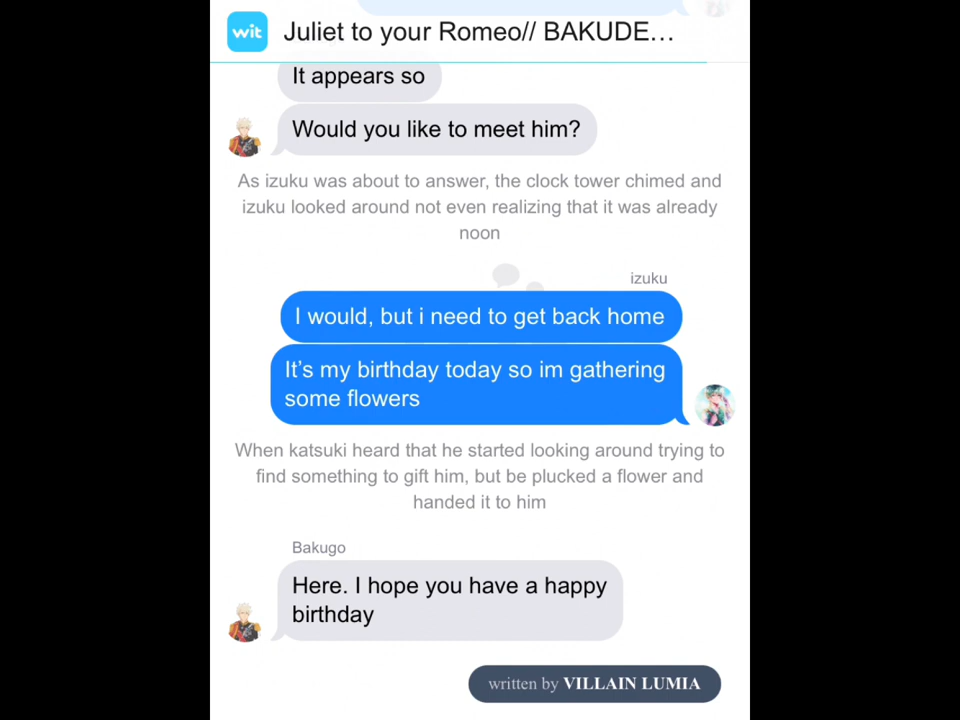 wit
Juliet to your Romeo// BAKUDE…
It appears so
Would you like to meet him?
As izuku was about to answer, the clock tower chimed and
izuku looked around not even realizing that it was already
noon
izuku
I would, but i need to get back home
It’s my birthday today so im gathering
some flowers
When katsuki heard that he started looking around trying to
find something to gift him, but be plucked a flower and
handed it to him
Bakugo
Here. I hope you have a happy
birthday
written by VILLAIN LUMIA